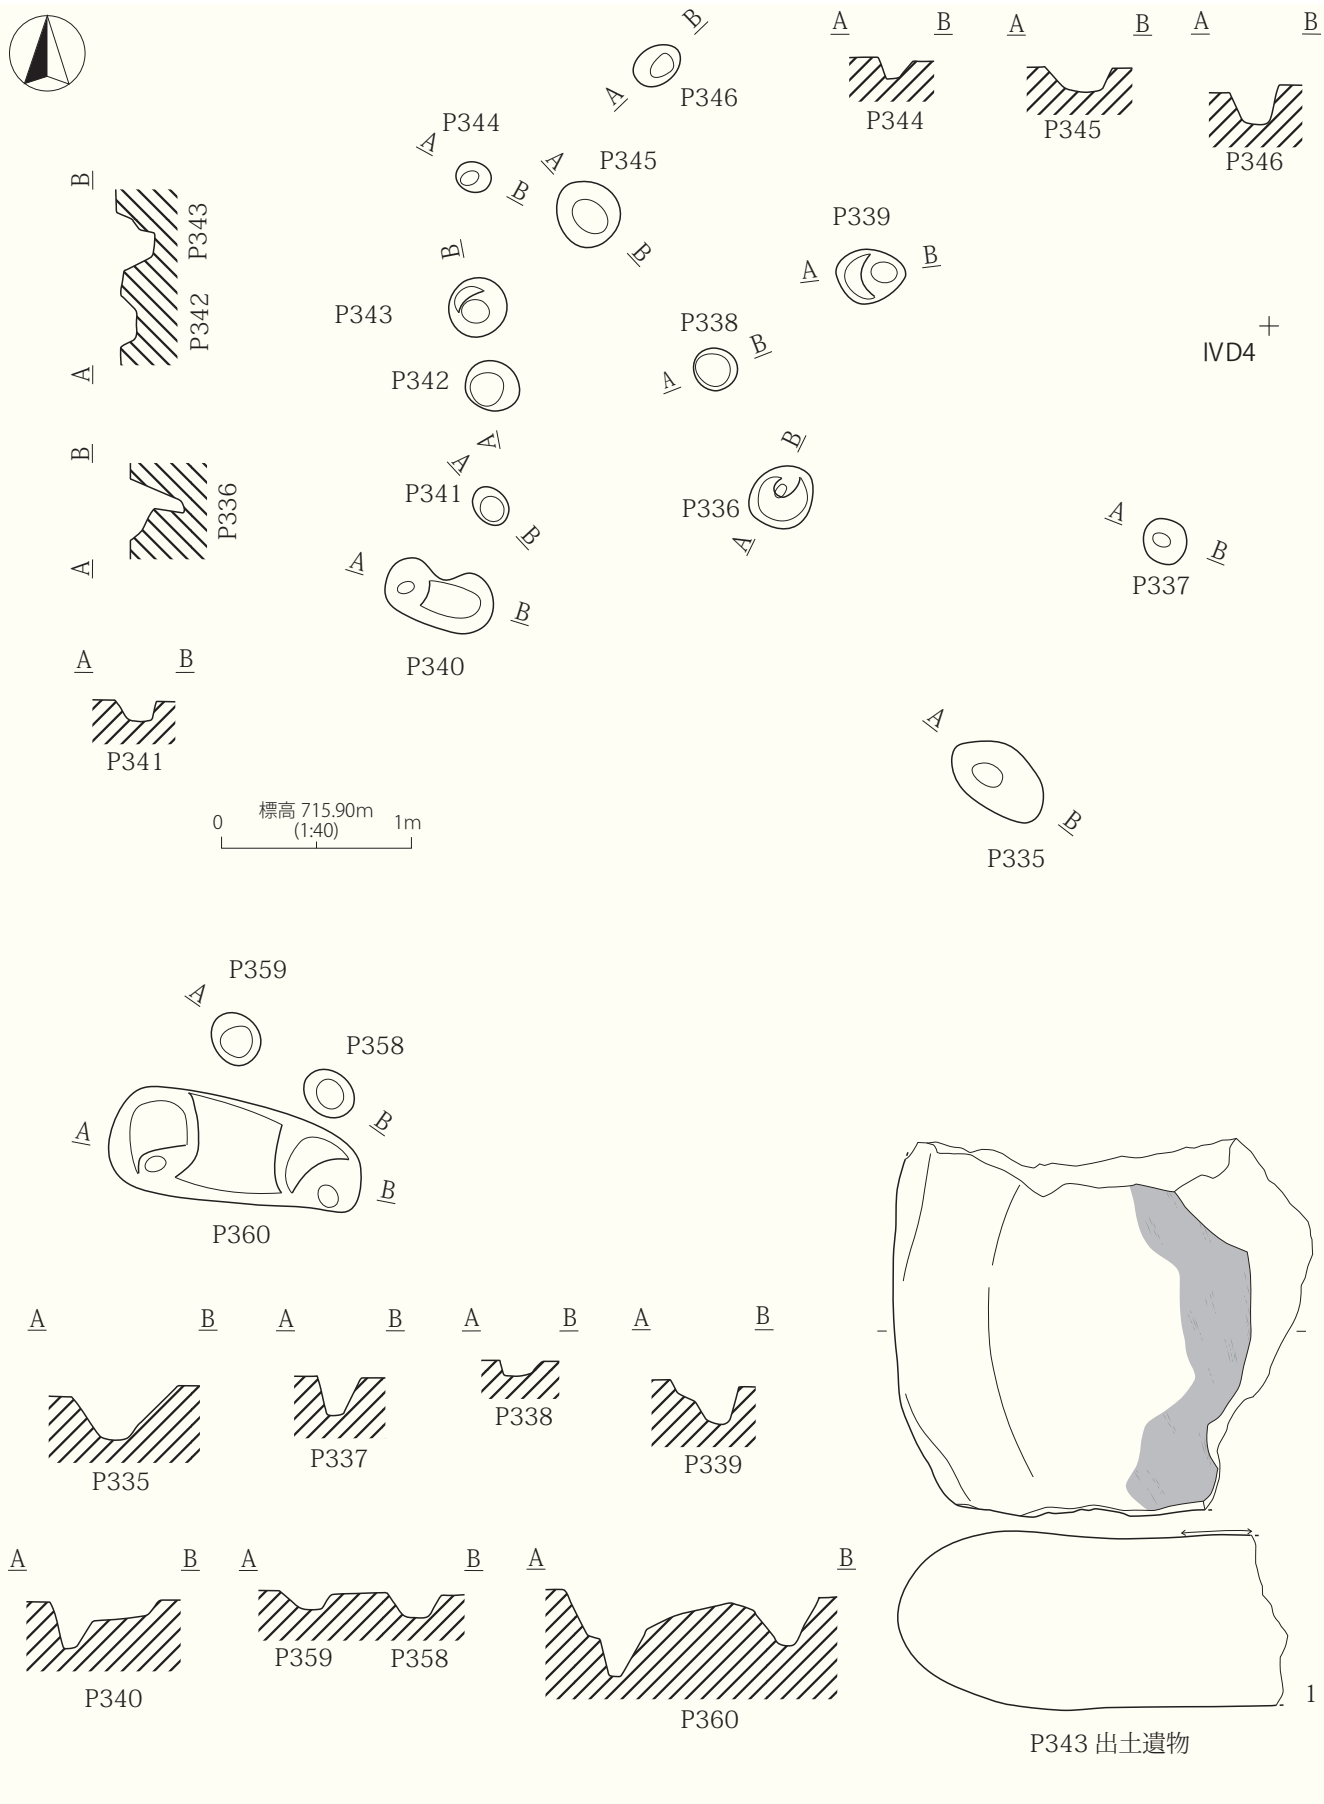 A B A B A B
P344 P345 P346
B
A
P346
P344
A
B
A
P345
B
B
P343
P342
A
P339
A B
B
P343
P338
A B
IVD4
P342
A
B
P336
A
A
P341
B
B
P336
A
A
P337
B
A
B
P340
A B
P341
A
B
P335
標高 715.90m
0 (1:40) 1m
P359
A
P358
B
A
B
P360
A B A B A B A B
P335 P337 P338 P339
A B A B A B
P340 P359 P358 P360
1
P343 出土遺物